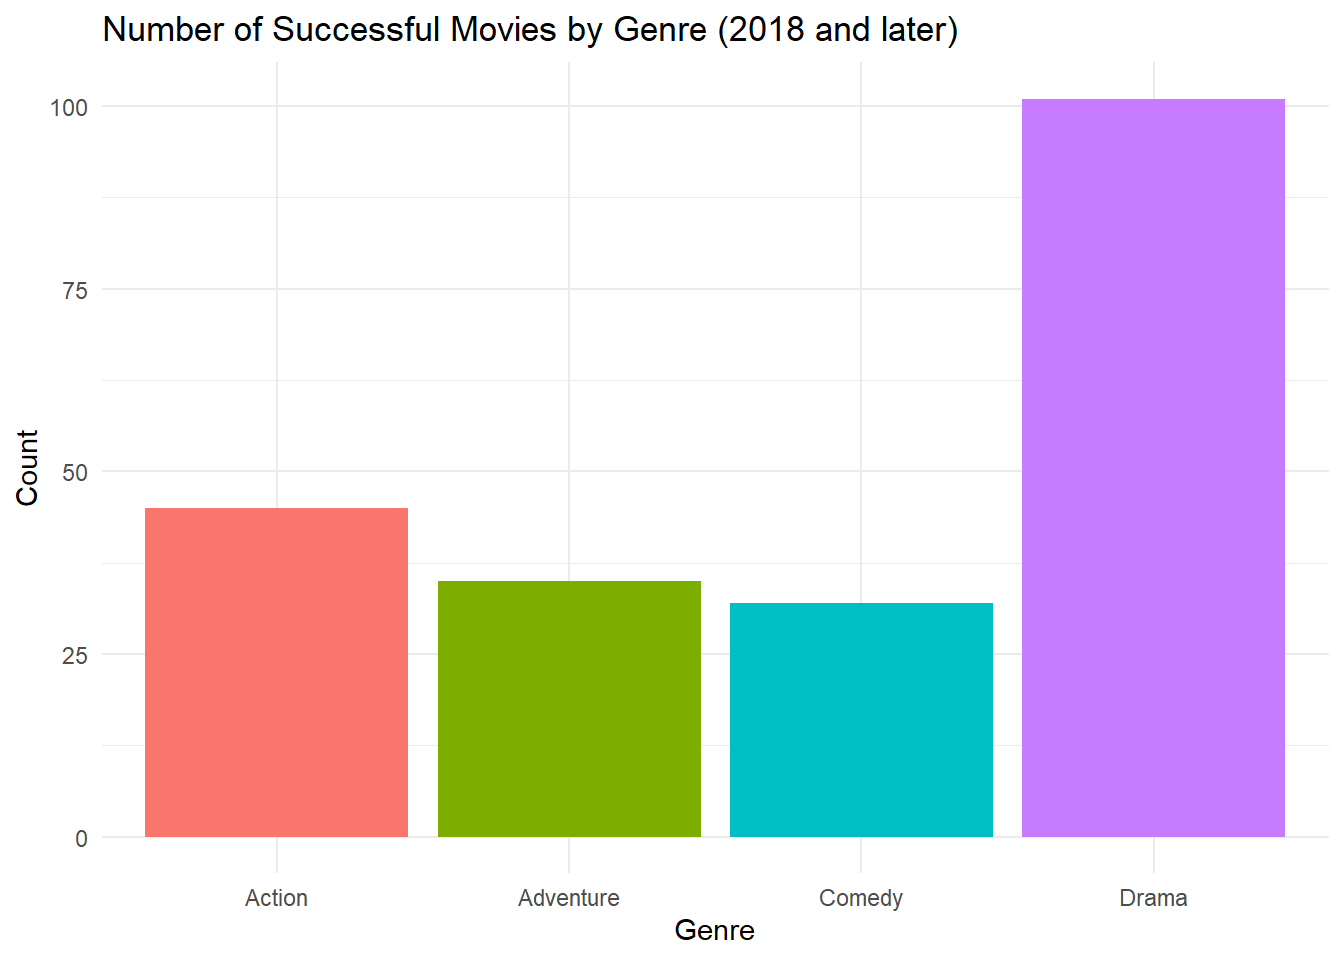 Number of Successful Movies by Genre (2018 and later)
100
75
50
25
0
Count
Action
Adventure
Comedy
Drama
Genre